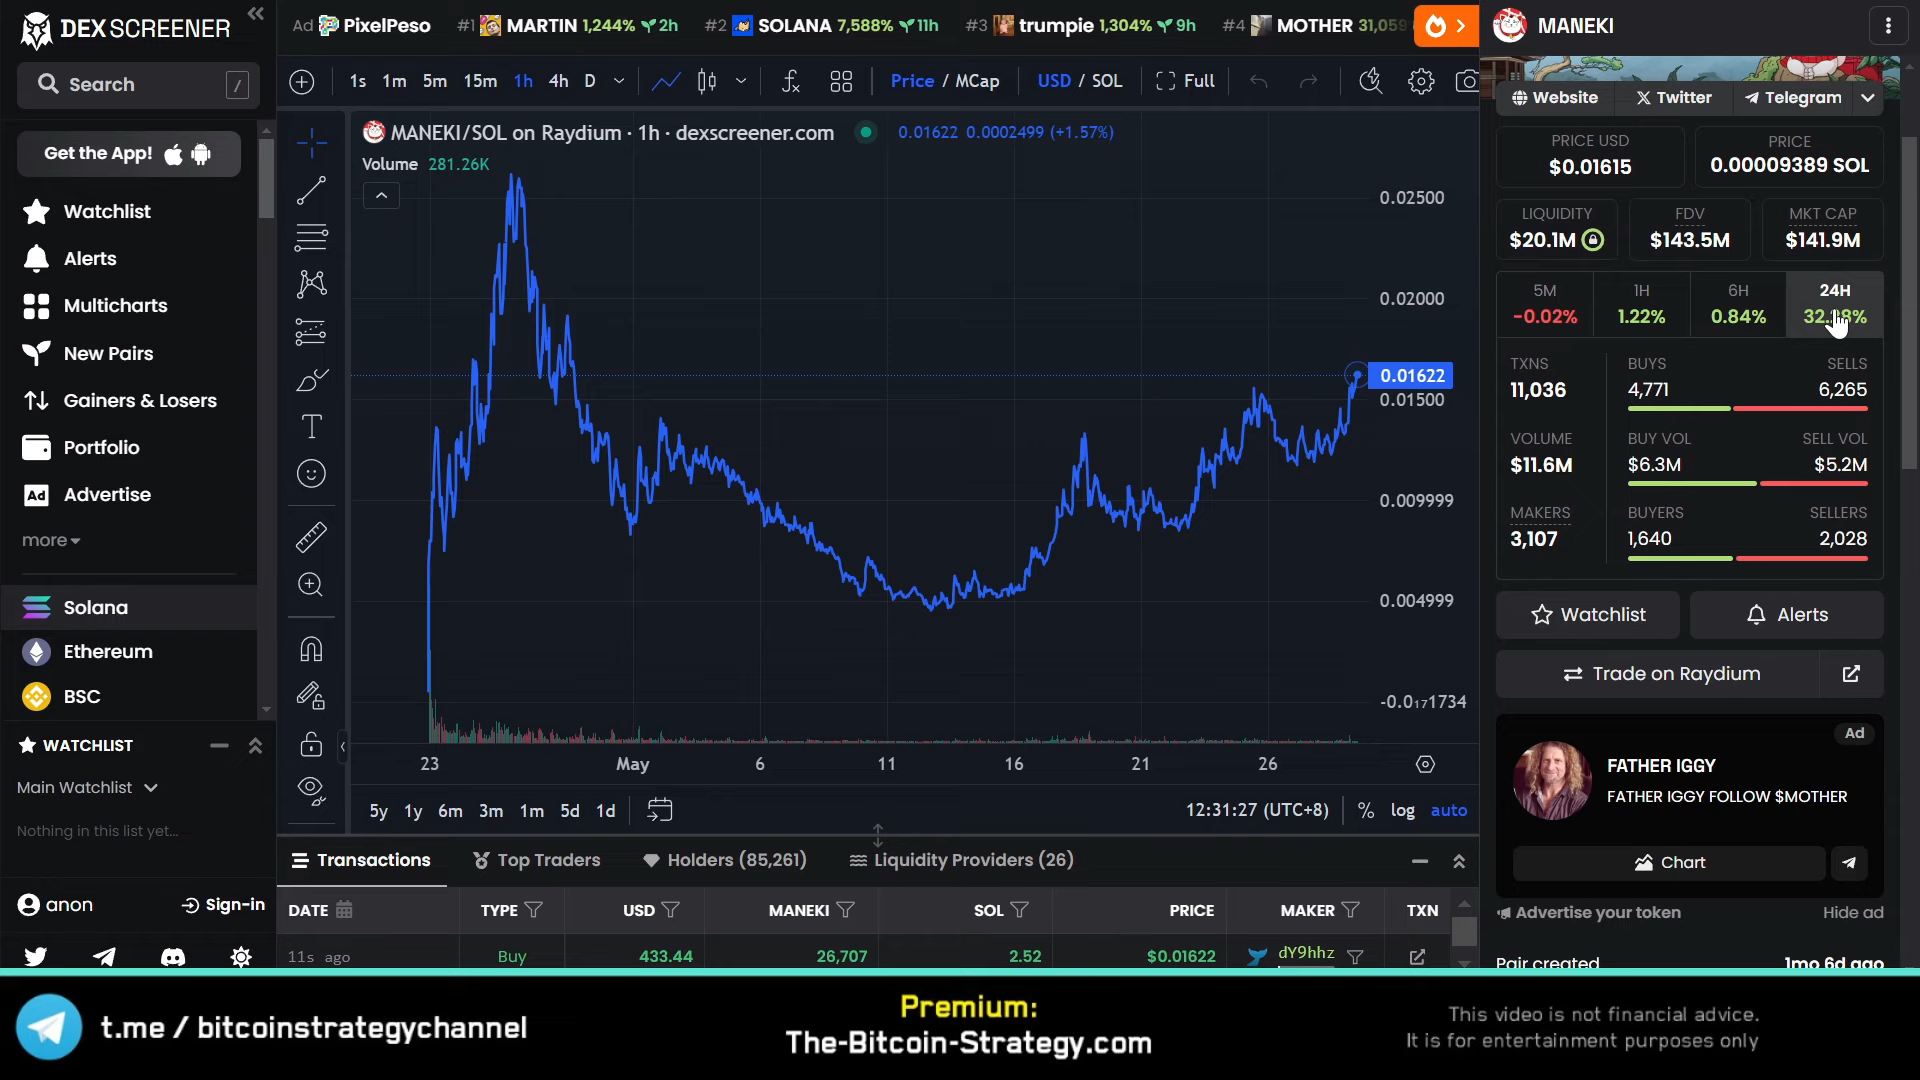 DEX SCREENER
Search /
Get the App!
Watchlist
Alerts
Multicharts
New Pairs
Gainers & Losers
Portfolio
Ad Advertise
more
Solana
Ethereum
BSC
WATCHLIST
Main Watchlist
Nothing in this list yet...
anon Sign-in
Ad PixelPeso #1 MARTIN 1,244% 2h #2 SOLANA 7,588% 11h #3 trumpie 1,304% 9h #4 MOTHER 31,059
1s 1m 5m 15m 1h 4h D Price / MCap USD / SOL Full
MANEKI/SOL on Raydium · 1h · dexscreener.com 0.01622 0.0002499 (+1.57%)
Volume 281.26K
0.02500
0.02000
0.01622
0.01500
0.009999
0.004999
-0.0₁₇1734
23 May 6 11 16 21 26
5y 1y 6m 3m 1m 5d 1d 12:31:27 (UTC+8) % log auto
Transactions Top Traders Holders (85,261) Liquidity Providers (26)
DATE TYPE USD MANEKI SOL PRICE MAKER TXN
11s ago Buy 433.44 26,707 2.52 $0.01622 dY9hhz
MANEKI
Website Twitter Telegram
PRICE USD PRICE
$0.01615 0.00009389 SOL
LIQUIDITY FDV MKT CAP
$20.1M $143.5M $141.9M
5M 1H 6H 24H
-0.02% 1.22% 0.84%
TXNS BUYS SELLS
11,036 4,771 6,265
VOLUME BUY VOL SELL VOL
$11.6M $6.3M $5.2M
MAKERS BUYERS SELLERS
3,107 1,640 2,028
Watchlist Alerts
Trade on Raydium
Ad
FATHER IGGY
FATHER IGGY FOLLOW $MOTHER
Chart
Advertise your token Hide ad
Pair created 1mo 6d ago
t.me / bitcoinstrategychannel
Premium:
The-Bitcoin-Strategy.com
This video is not financial advice.
It is for entertainment purposes only